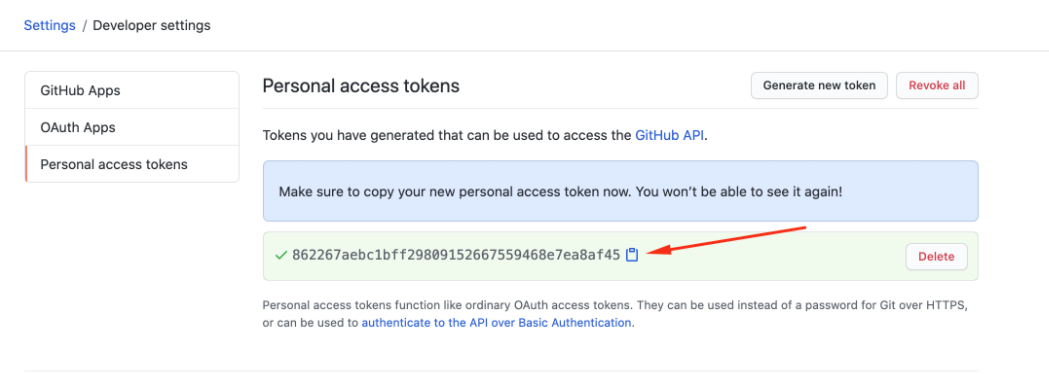 Settings / Developer settings
GitHub Apps
OAuth Apps
Personal access tokens
Personal access tokens
Generate new token
Revoke all
Tokens you have generated that can be used to access the GitHub API.
Make sure to copy your new personal access token now. You won’t be able to see it again!
862267aebc1bff29809152667559468e7ea8af45
Delete
Personal access tokens function like ordinary OAuth access tokens. They can be used instead of a password for Git over HTTPS,
or can be used to authenticate to the API over Basic Authentication.